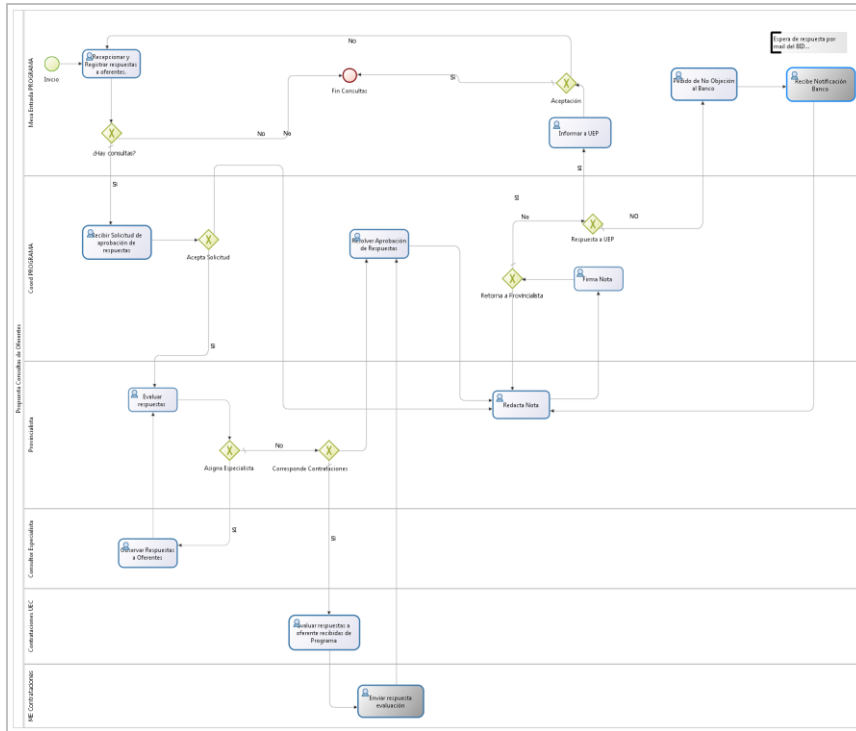 Propuesta Consultas de Oferentes
Mesa Entrada PROGRAMA
Inicio
Recepcionar y
Registrar respuestas
a oferentes.
No
¿Hay consultas?
No
No
SI
Fin Consultas
SI
Aceptación
Informar a UEP
SI
Pedido de No Objeción
al Banco
Espera de respuesta por
mail del BID...
Recibe Notificación
Banco
Coord PROGRAMA
Recibir Solicitud de
aprobación de
respuestas
Acepta Solicitud
SI
Resolver Aprobación
de Respuestas
SI
No
Respuesta a UEP
NO
Retorna a Provincialista
Firma Nota
Provincialista
Evaluar
respuestas
Asigna Especialista
No
Corresponde Contrataciones
SI
SI
Redacta Nota
Consultor Especialista
Observar Respuestas
a Oferentes
Contrataciones UEC
Evaluar respuestas a
oferente recibidas de
Programa
ME Contrataciones
Enviar respuesta
evaluación